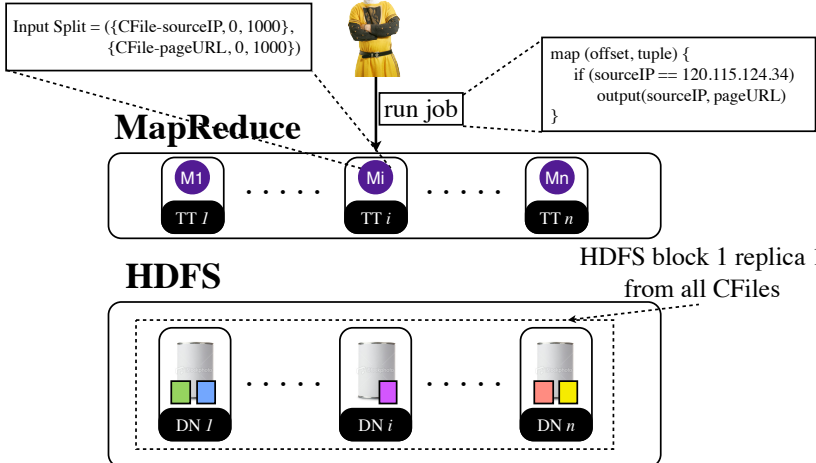 Input Split = ({CFile-sourceIP, 0, 1000},
{CFile-pageURL, 0, 1000})
map (offset, tuple) {
if (sourceIP == 120.115.124.34)
output(sourceIP, pageURL)
}
run job
MapReduce
M1
Mi
Mn
TT 1
. . . . .
TT i
. . . . .
TT n
HDFS block 1 replica 1
from all CFiles
HDFS
. . . . .
. . . . .
DN 1
DN i
DN n